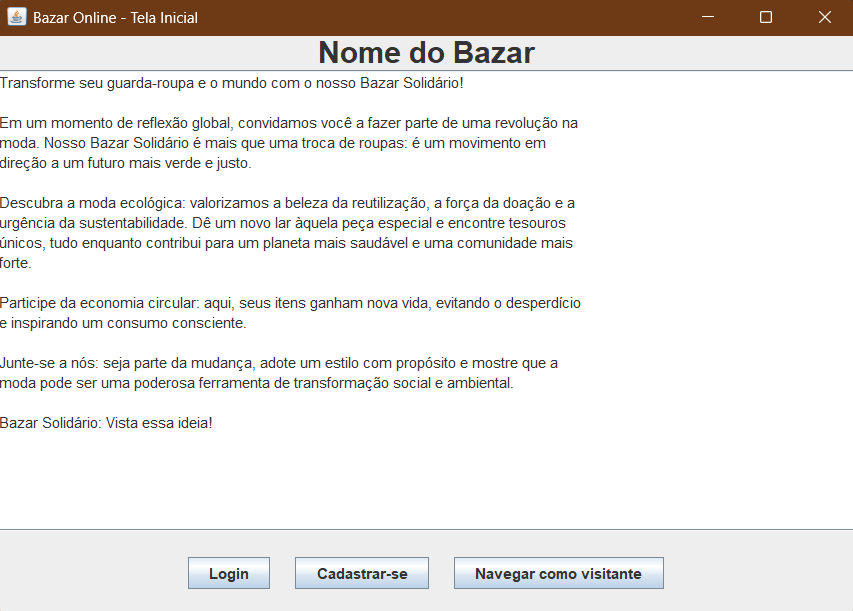 Bazar Online - Tela Inicial
Nome do Bazar
Transforme seu guarda-roupa e o mundo com o nosso Bazar Solidário!
Em um momento de reflexão global, convidamos você a fazer parte de uma revolução na
moda. Nosso Bazar Solidário é mais que uma troca de roupas: é um movimento em
direção a um futuro mais verde e justo.
Descubra a moda ecológica: valorizamos a beleza da reutilização, a força da doação e a
urgência da sustentabilidade. Dê um novo lar àquela peça especial e encontre tesouros
únicos, tudo enquanto contribui para um planeta mais saudável e uma comunidade mais
forte.
Participe da economia circular: aqui, seus itens ganham nova vida, evitando o desperdício
e inspirando um consumo consciente.
Junte-se a nós: seja parte da mudança, adote um estilo com propósito e mostre que a
moda pode ser uma poderosa ferramenta de transformação social e ambiental.
Bazar Solidário: Vista essa ideia!
Login Cadastrar-se Navegar como visitante